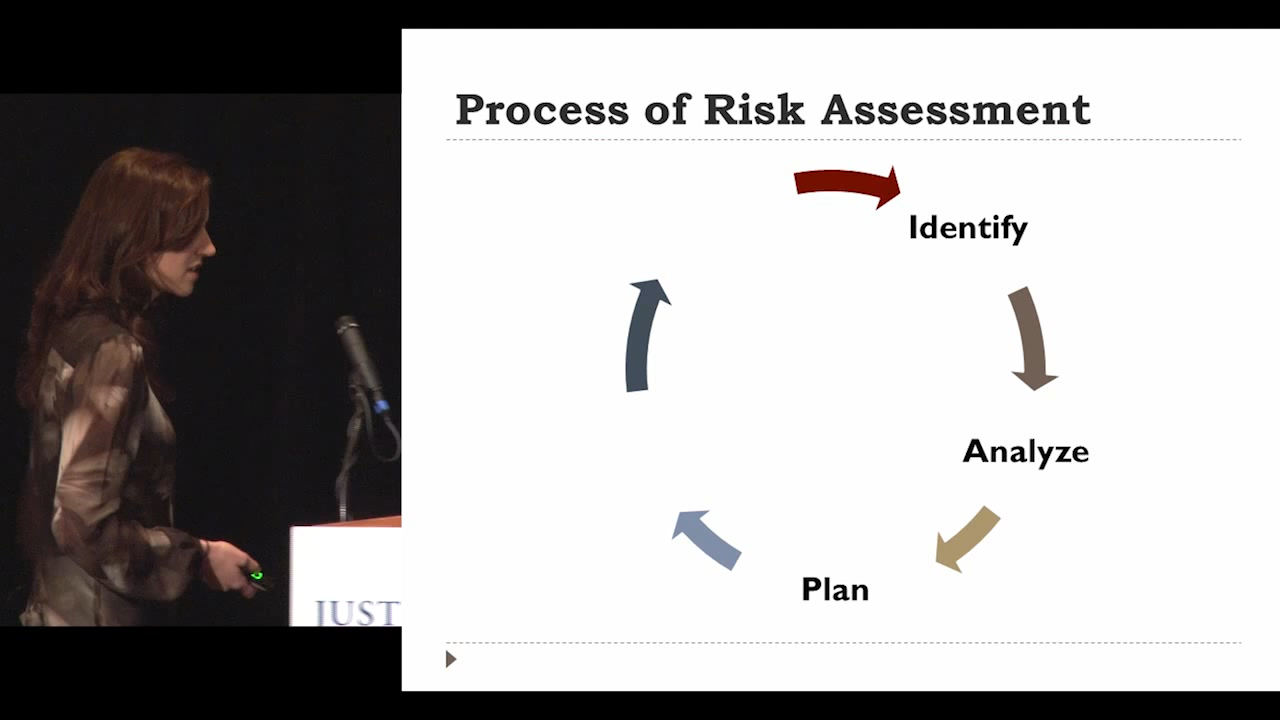 Process of Risk Assessment
Identify
Analyze
Plan
JUST